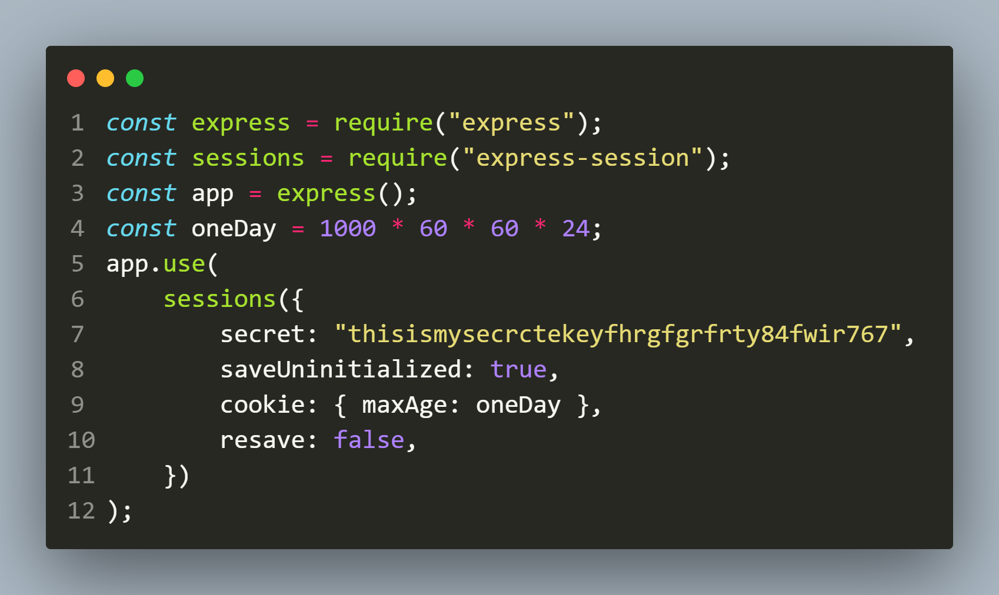 1 const express = require("express");
2 const sessions = require("express-session");
3 const app = express();
4 const oneDay = 1000 * 60 * 60 * 24;
5 app.use(
6     sessions({
7         secret: "thisismysecrctekeyfhrgfgrfrty84fwir767",
8         saveUninitialized: true,
9         cookie: { maxAge: oneDay },
10         resave: false,
11     })
12 );